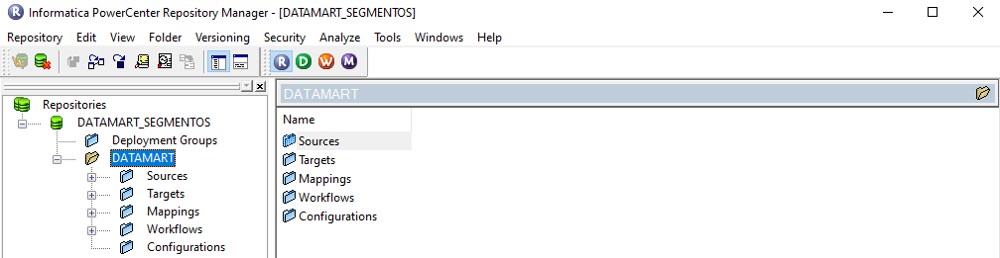 R Informatica PowerCenter Repository Manager - [DATAMART_SEGMENTOS]
Repository Edit View Folder Versioning Security Analyze Tools Windows Help
R D W M
Repositories
DATAMART_SEGMENTOS
Deployment Groups
DATAMART
Sources
Targets
Mappings
Workflows
Configurations
DATAMART
Name
Sources
Targets
Mappings
Workflows
Configurations